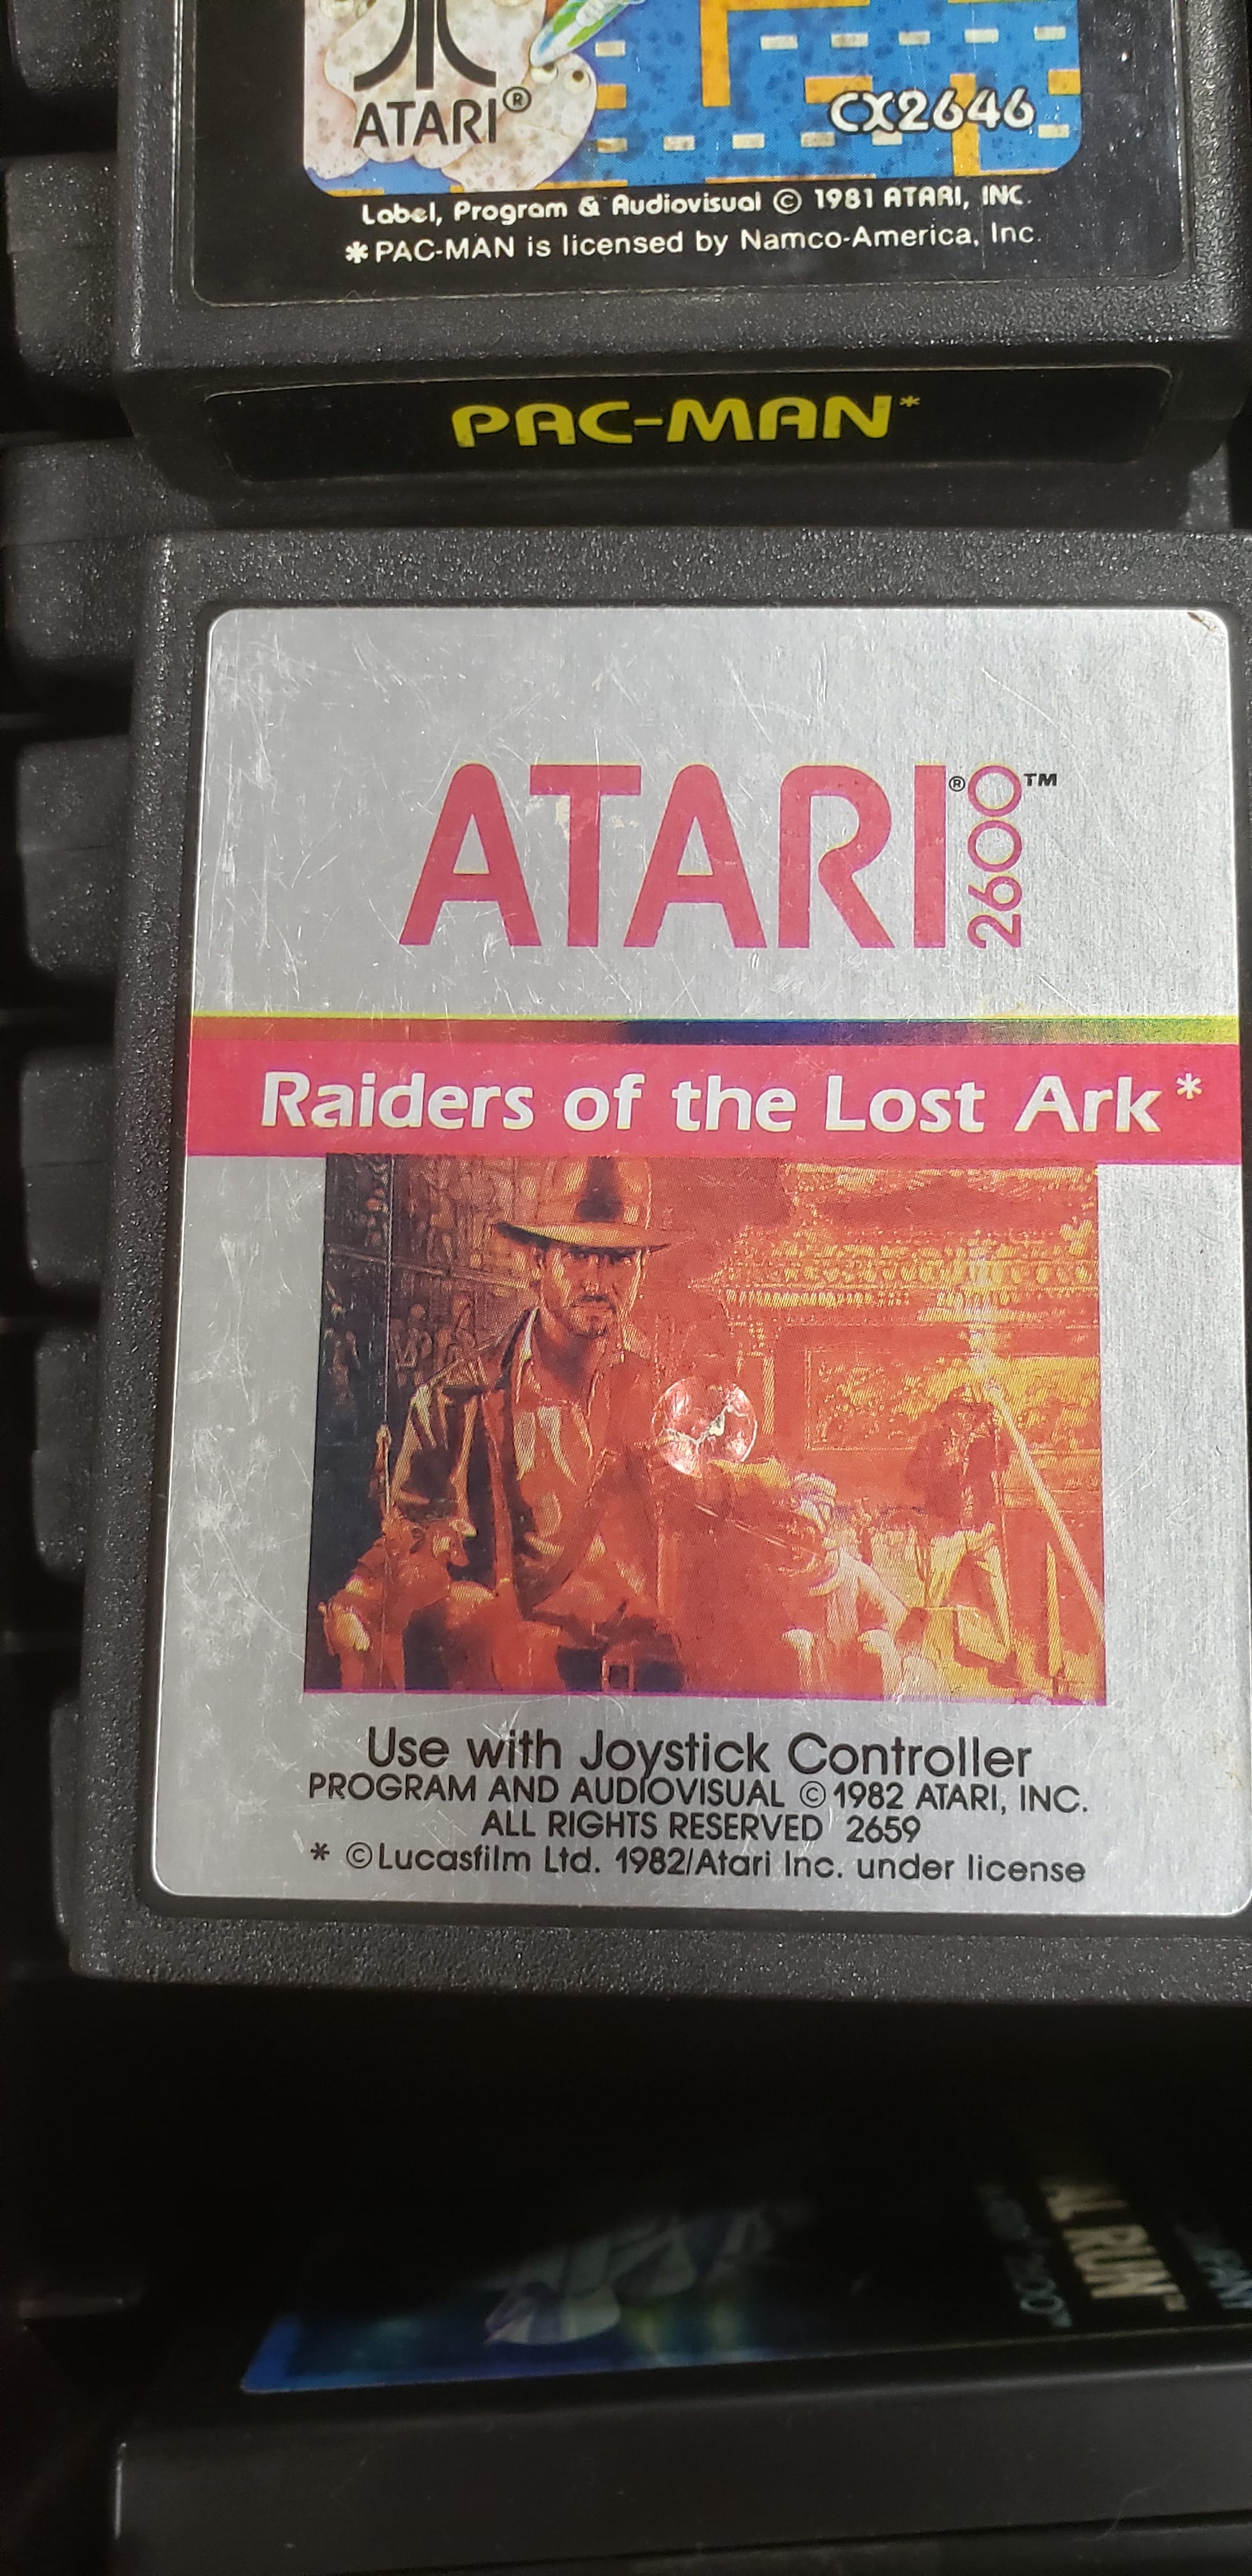 ATARI®
CX2646
Label, Program & Audiovisual © 1981 ATARI, INC.
*PAC-MAN is licensed by Namco-America, Inc.
PAC-MAN*
ATARI® 2600™
Raiders of the Lost Ark*
Use with Joystick Controller
PROGRAM AND AUDIOVISUAL © 1982 ATARI, INC.
ALL RIGHTS RESERVED 2659
* © Lucasfilm Ltd. 1982/Atari Inc. under license
RUN